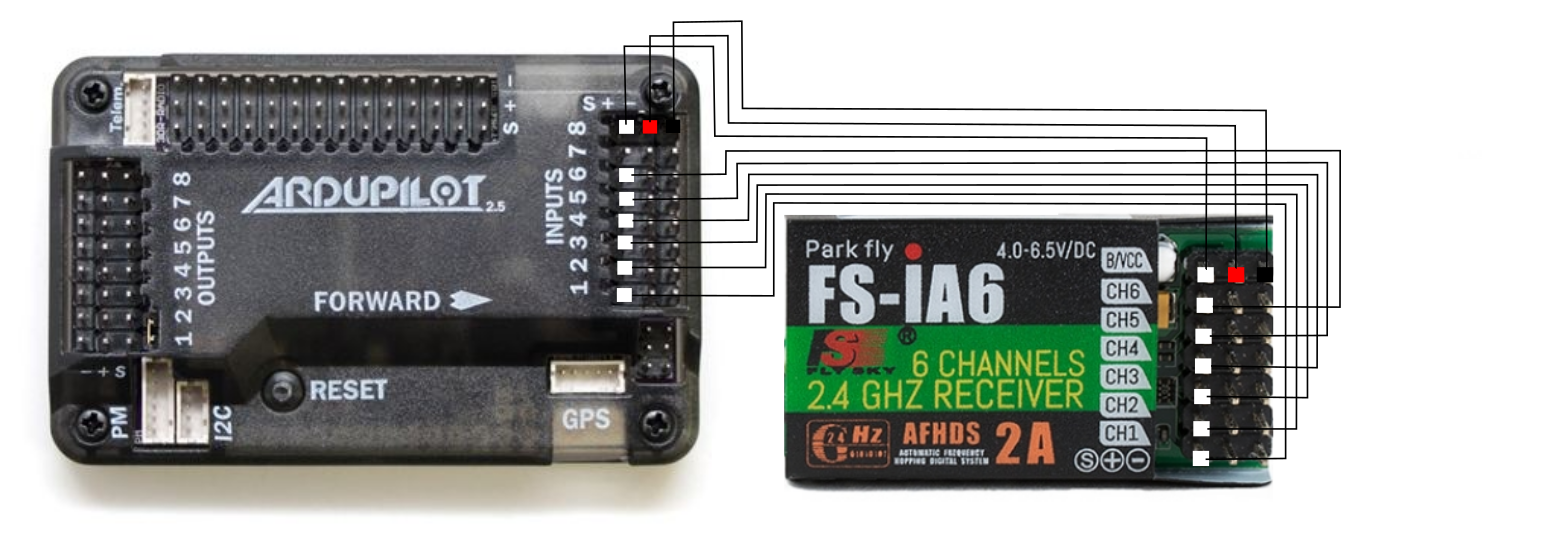 Telem.
S + -
S + -
8
7
6
5
4
3
2
1
INPUTS
ARDUPILOT 2.5
1 2 3 4 5 6 7 8
OUTPUTS
FORWARD
- + S
PM
I2C
RESET
GPS
Park fly
4.0-6.5V/DC
FS-iA6
FS ®
FLY SKY
6 CHANNELS
2.4 GHZ RECEIVER
2 4 Hz
AFHDS 2A
AUTOMATIC FREQUENCY
HOPPING DIGITAL SYSTEM
B/VCC
CH6
CH5
CH4
CH3
CH2
CH1
S + -